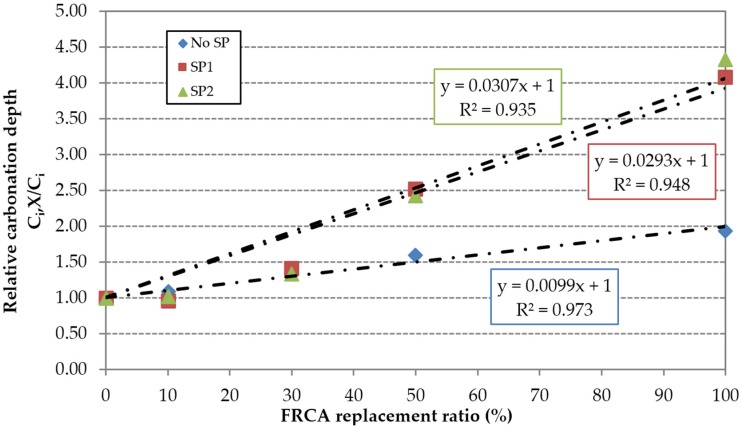 5.00
4.50
4.00
3.50
3.00
2.50
2.00
1.50
1.00
0.50
0.00
Relative carbonation depth
Ci,X/Ci
No SP
SP1
SP2
y = 0.0307x + 1
R² = 0.935
y = 0.0293x + 1
R² = 0.948
y = 0.0099x + 1
R² = 0.973
0 10 20 30 40 50 60 70 80 90 100
FRCA replacement ratio (%)